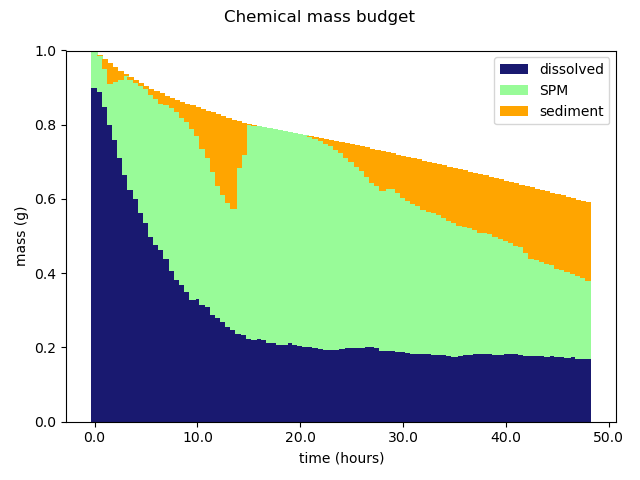 Chemical mass budget
1.0
0.8
0.6
0.4
0.2
0.0
mass (g)
dissolved
SPM
sediment
0.0 10.0 20.0 30.0 40.0 50.0
time (hours)